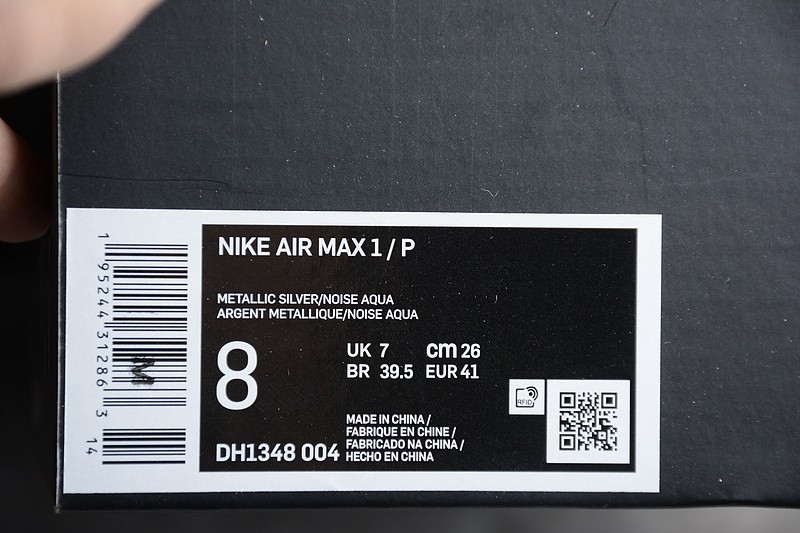 NIKE AIR MAX 1 / P
METALLIC SILVER/NOISE AQUA
ARGENT METALLIQUE/NOISE AQUA
8
UK 7 cm 26
BR 39.5 EUR 41
RFID
MADE IN CHINA /
FABRIQUE EN CHINE /
FABRICADO NA CHINA /
HECHO EN CHINA
DH1348 004
1 95244 31286 3 14
M